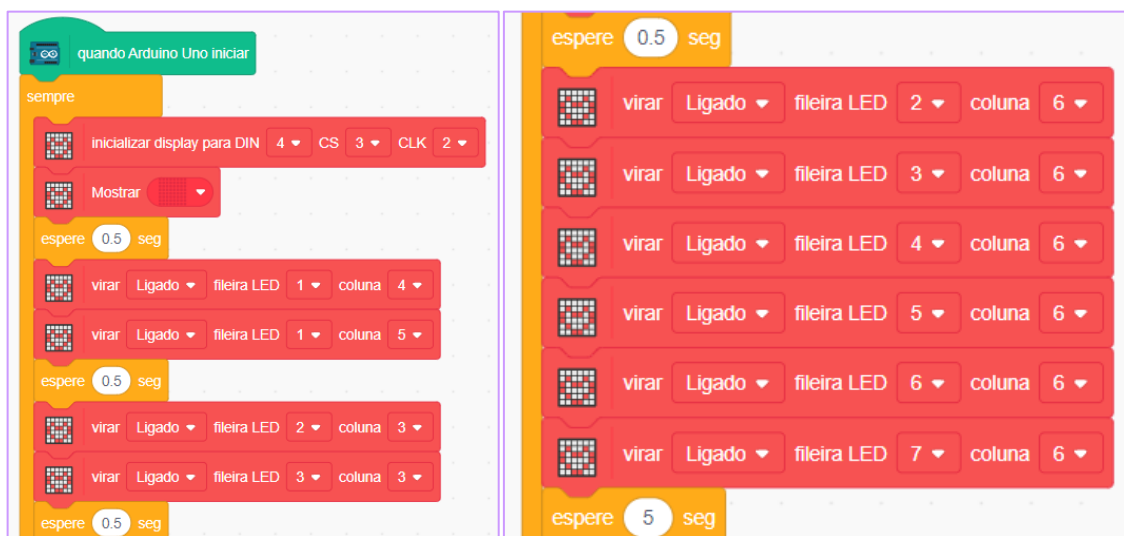 quando Arduino Uno iniciar
sempre
inicializar display para DIN 4 CS 3 CLK 2
Mostrar
espere 0.5 seg
virar Ligado fileira LED 1 coluna 4
virar Ligado fileira LED 1 coluna 5
espere 0.5 seg
virar Ligado fileira LED 2 coluna 3
virar Ligado fileira LED 3 coluna 3
espere 0.5 seg
espere 0.5 seg
virar Ligado fileira LED 2 coluna 6
virar Ligado fileira LED 3 coluna 6
virar Ligado fileira LED 4 coluna 6
virar Ligado fileira LED 5 coluna 6
virar Ligado fileira LED 6 coluna 6
virar Ligado fileira LED 7 coluna 6
espere 5 seg